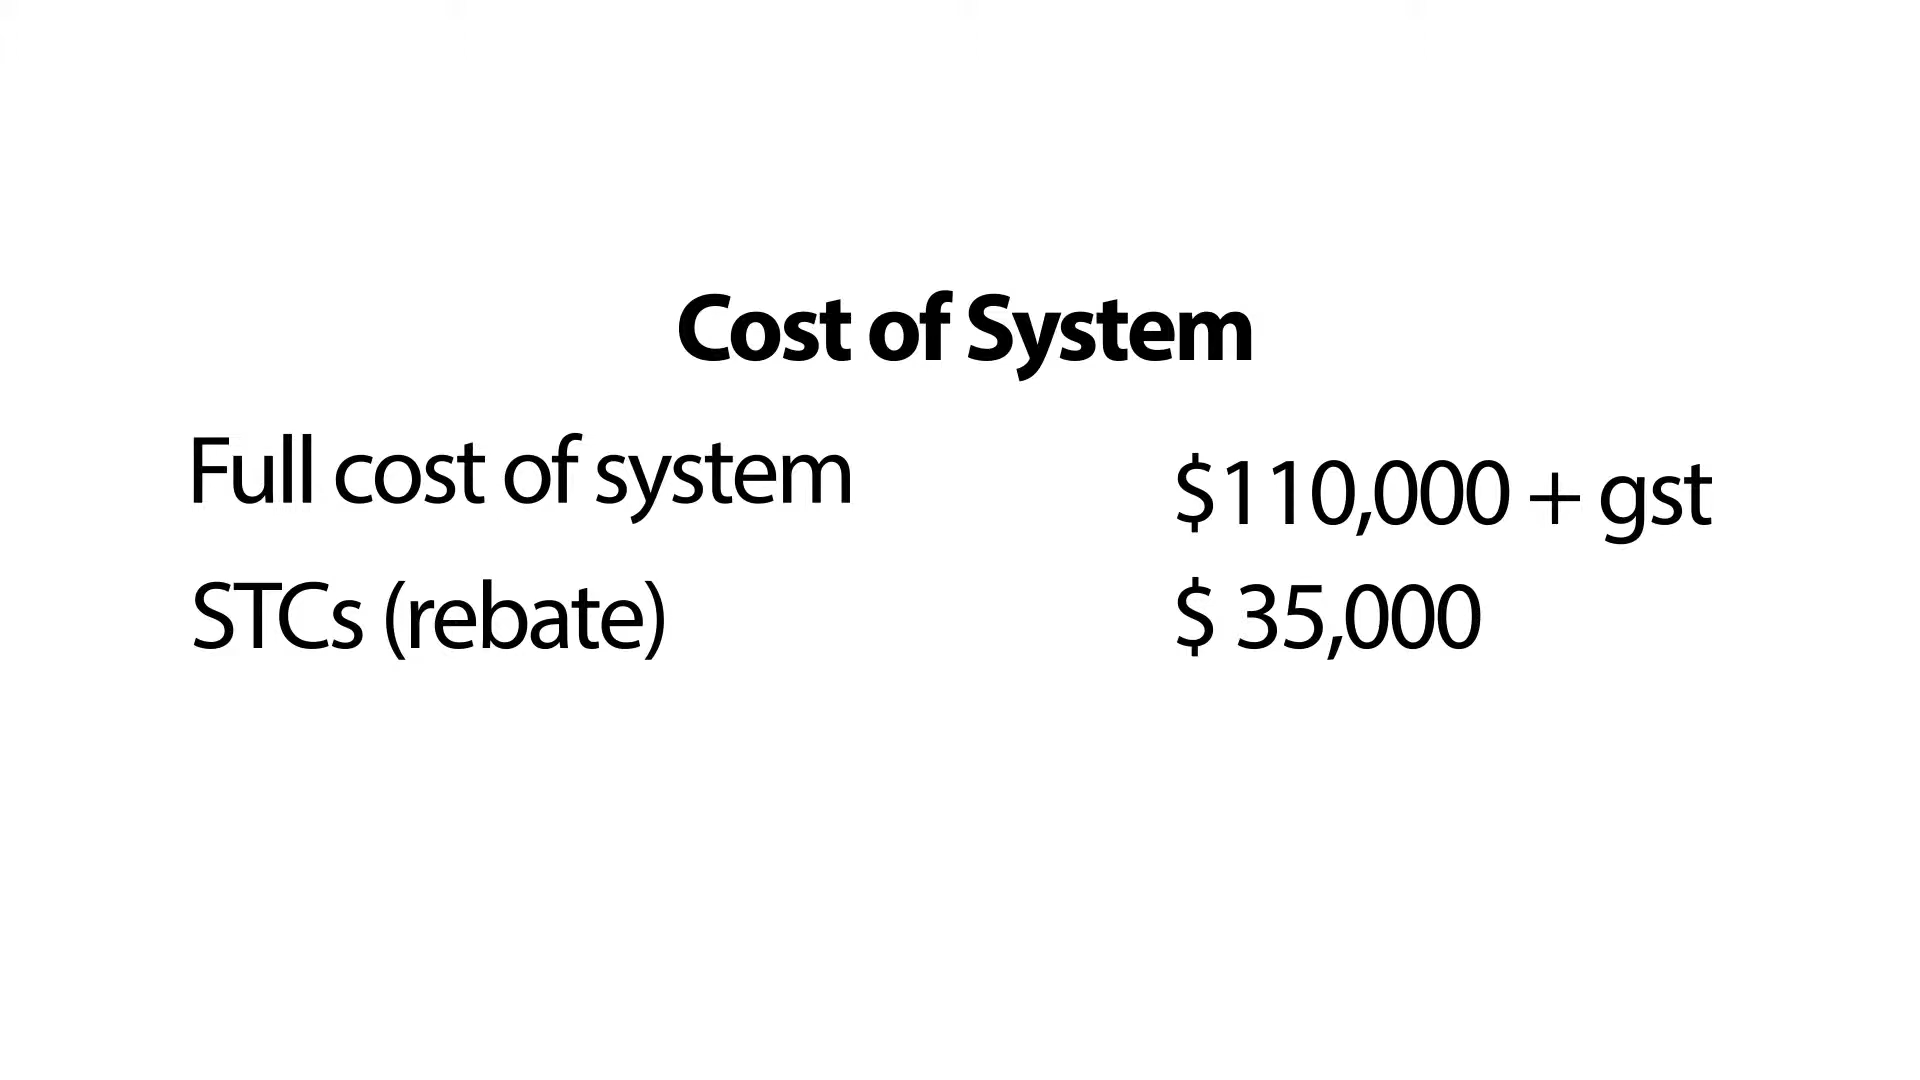 Cost of System
Full cost of system $110,000 + gst
STCs (rebate) $ 35,000